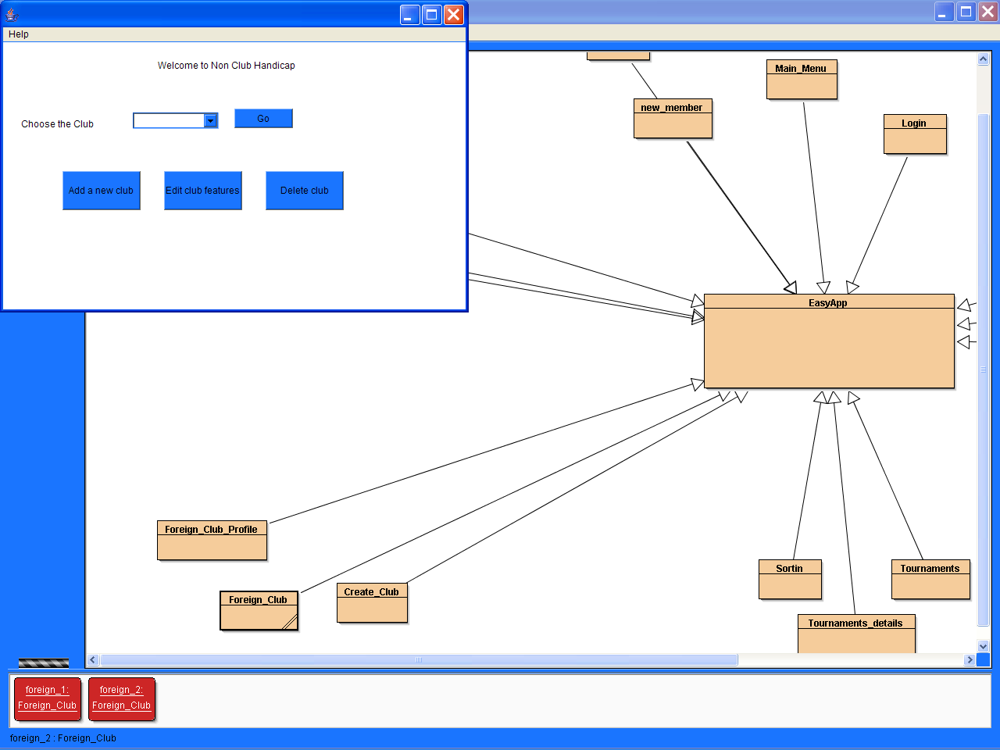 Help
Welcome to Non Club Handicap
Choose the Club
Go
Add a new club
Edit club features
Delete club
Main_Menu
new_member
Login
EasyApp
Foreign_Club_Profile
Foreign_Club
Create_Club
Sortin
Tournaments
Tournaments_details
foreign_1:
Foreign_Club
foreign_2:
Foreign_Club
foreign_2 : Foreign_Club